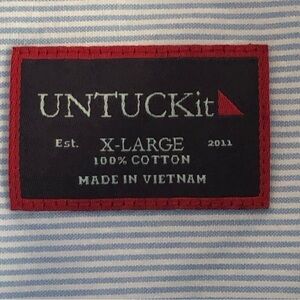 UNTUCKit
Est. X-LARGE 2011
100% COTTON
MADE IN VIETNAM